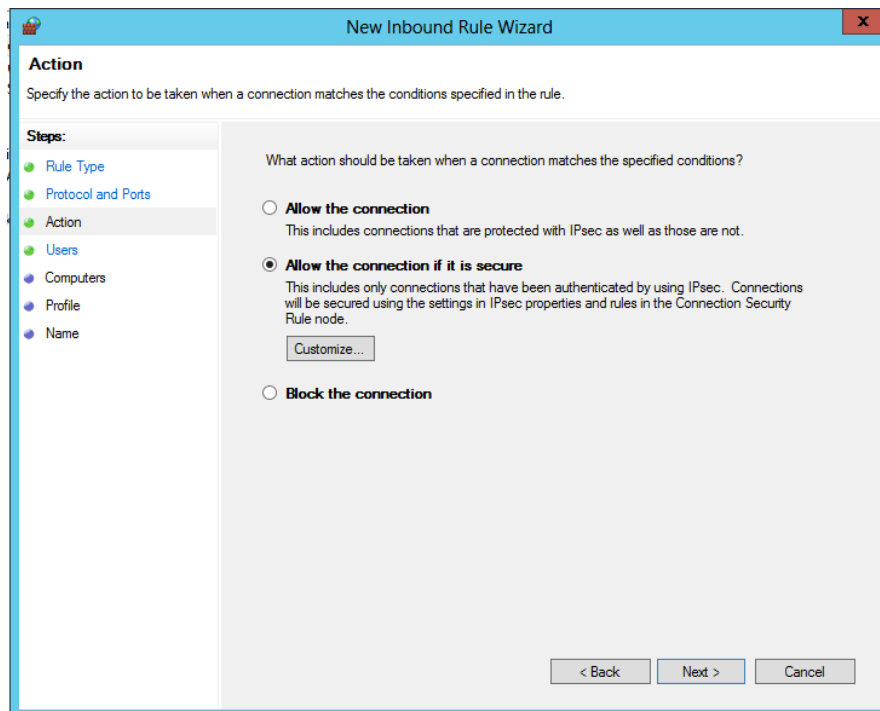 New Inbound Rule Wizard
x
Action
Specify the action to be taken when a connection matches the conditions specified in the rule.
Steps:
Rule Type
Protocol and Ports
Action
Users
Computers
Profile
Name
What action should be taken when a connection matches the specified conditions?
Allow the connection
This includes connections that are protected with IPsec as well as those are not.
Allow the connection if it is secure
This includes only connections that have been authenticated by using IPsec. Connections
will be secured using the settings in IPsec properties and rules in the Connection Security
Rule node.
Customize...
Block the connection
< Back
Next >
Cancel